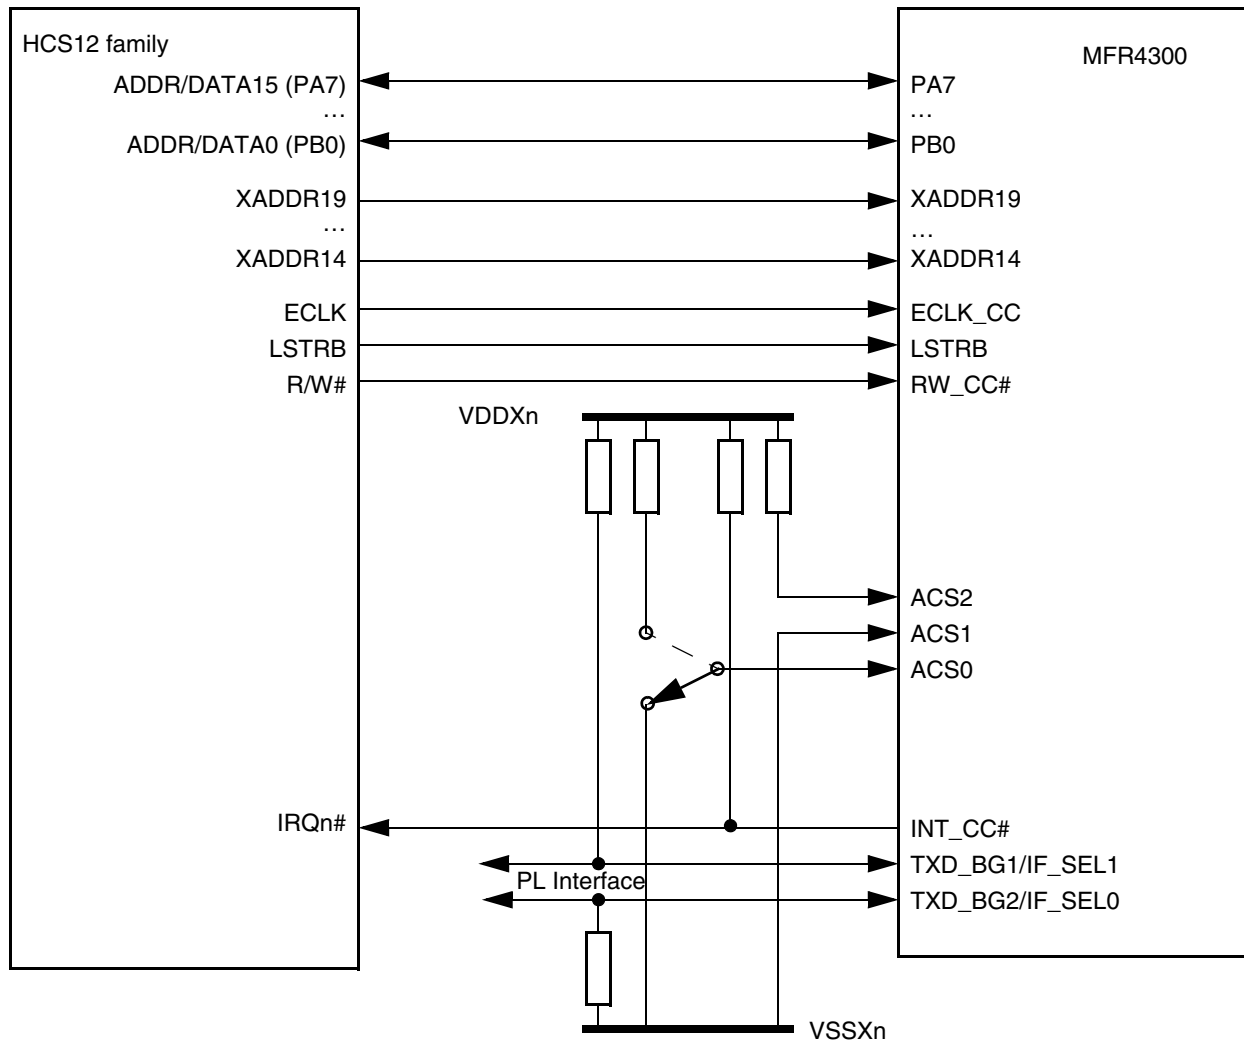 HCS12 family
MFR4300
ADDR/DATA15 (PA7)
PA7
...
...
ADDR/DATA0 (PB0)
PB0
XADDR19
XADDR19
...
...
XADDR14
XADDR14
ECLK
ECLK_CC
LSTRB
LSTRB
R/W#
RW_CC#
VDDXn
ACS2
ACS1
ACS0
IRQn#
INT_CC#
TXD_BG1/IF_SEL1
PL Interface
TXD_BG2/IF_SEL0
VSSXn